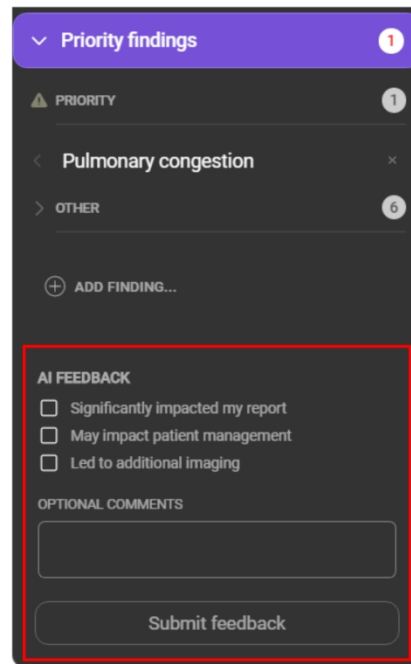 Priority findings 1
PRIORITY 1
Pulmonary congestion
OTHER 6
ADD FINDING...
AI FEEDBACK
Significantly impacted my report
May impact patient management
Led to additional imaging
OPTIONAL COMMENTS
Submit feedback